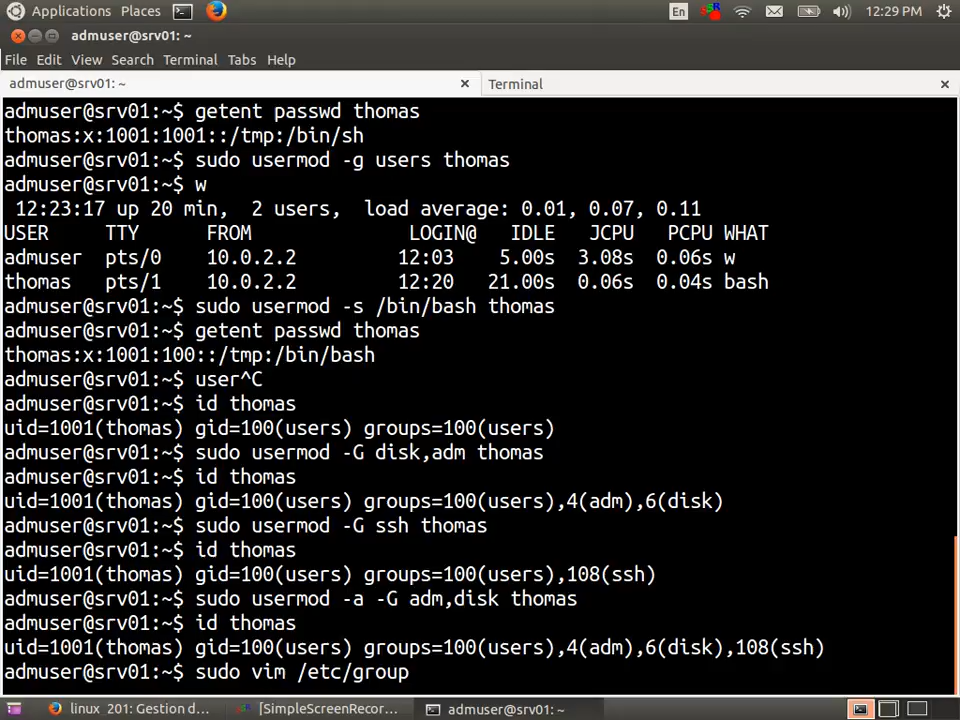 Applications Places En 12:29 PM
admuser@srv01: ~
File Edit View Search Terminal Tabs Help
admuser@srv01: ~ × Terminal ×
admuser@srv01:~$ getent passwd thomas
thomas:x:1001:1001::/tmp:/bin/sh
admuser@srv01:~$ sudo usermod -g users thomas
admuser@srv01:~$ w
 12:23:17 up 20 min,  2 users,  load average: 0.01, 0.07, 0.11
USER     TTY      FROM              LOGIN@   IDLE   JCPU   PCPU WHAT
admuser  pts/0    10.0.2.2         12:03    5.00s  3.08s  0.06s w
thomas   pts/1    10.0.2.2         12:20   21.00s  0.06s  0.04s bash
admuser@srv01:~$ sudo usermod -s /bin/bash thomas
admuser@srv01:~$ getent passwd thomas
thomas:x:1001:100::/tmp:/bin/bash
admuser@srv01:~$ user^C
admuser@srv01:~$ id thomas
uid=1001(thomas) gid=100(users) groups=100(users)
admuser@srv01:~$ sudo usermod -G disk,adm thomas
admuser@srv01:~$ id thomas
uid=1001(thomas) gid=100(users) groups=100(users),4(adm),6(disk)
admuser@srv01:~$ sudo usermod -G ssh thomas
admuser@srv01:~$ id thomas
uid=1001(thomas) gid=100(users) groups=100(users),108(ssh)
admuser@srv01:~$ sudo usermod -a -G adm,disk thomas
admuser@srv01:~$ id thomas
uid=1001(thomas) gid=100(users) groups=100(users),4(adm),6(disk),108(ssh)
admuser@srv01:~$ sudo vim /etc/group
linux 201: Gestion d... [SimpleScreenRecor... admuser@srv01: ~